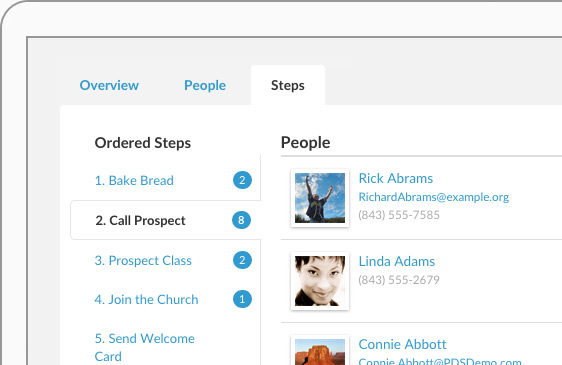 Overview
People
Steps
Ordered Steps
1. Bake Bread
2
2. Call Prospect
8
3. Prospect Class
2
4. Join the Church
1
5. Send Welcome
Card
People
Rick Abrams
RichardAbrams@example.org
(843) 555-7585
Linda Adams
(843) 555-2679
Connie Abbott
Connie.Abbott@PDSDemo.com